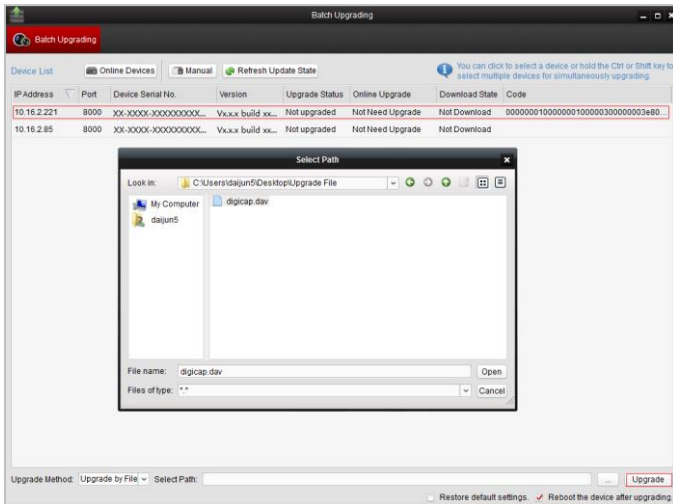 Batch Upgrading
Batch Upgrading
Device List Online Devices Manual Refresh Update State You can click to select a device or hold the Ctrl or Shift key to
select multiple devices for simultaneously upgrading.
IP Address Port Device Serial No. Version Upgrade Status Online Upgrade Download State Code
10.16.2.221 8000 XX-XXXX-XXXXXXXXX... Vx.x.x build xx... Not upgraded Not Need Upgrade Not Download
10.16.2.85 8000 XX-XXXX-XXXXXXXXX... Vx.x.x build xx... Not upgraded Not Need Upgrade Not Download
Select Path
Look in: C:\Users\daijun5\Desktop\Upgrade File
My Computer digicap.dav
daijun5
File name: digicap.dav Open
Files of type: *.* Cancel
Upgrade Method: Upgrade by File Select Path: ... Upgrade
Restore default settings. Reboot the device after upgrading.